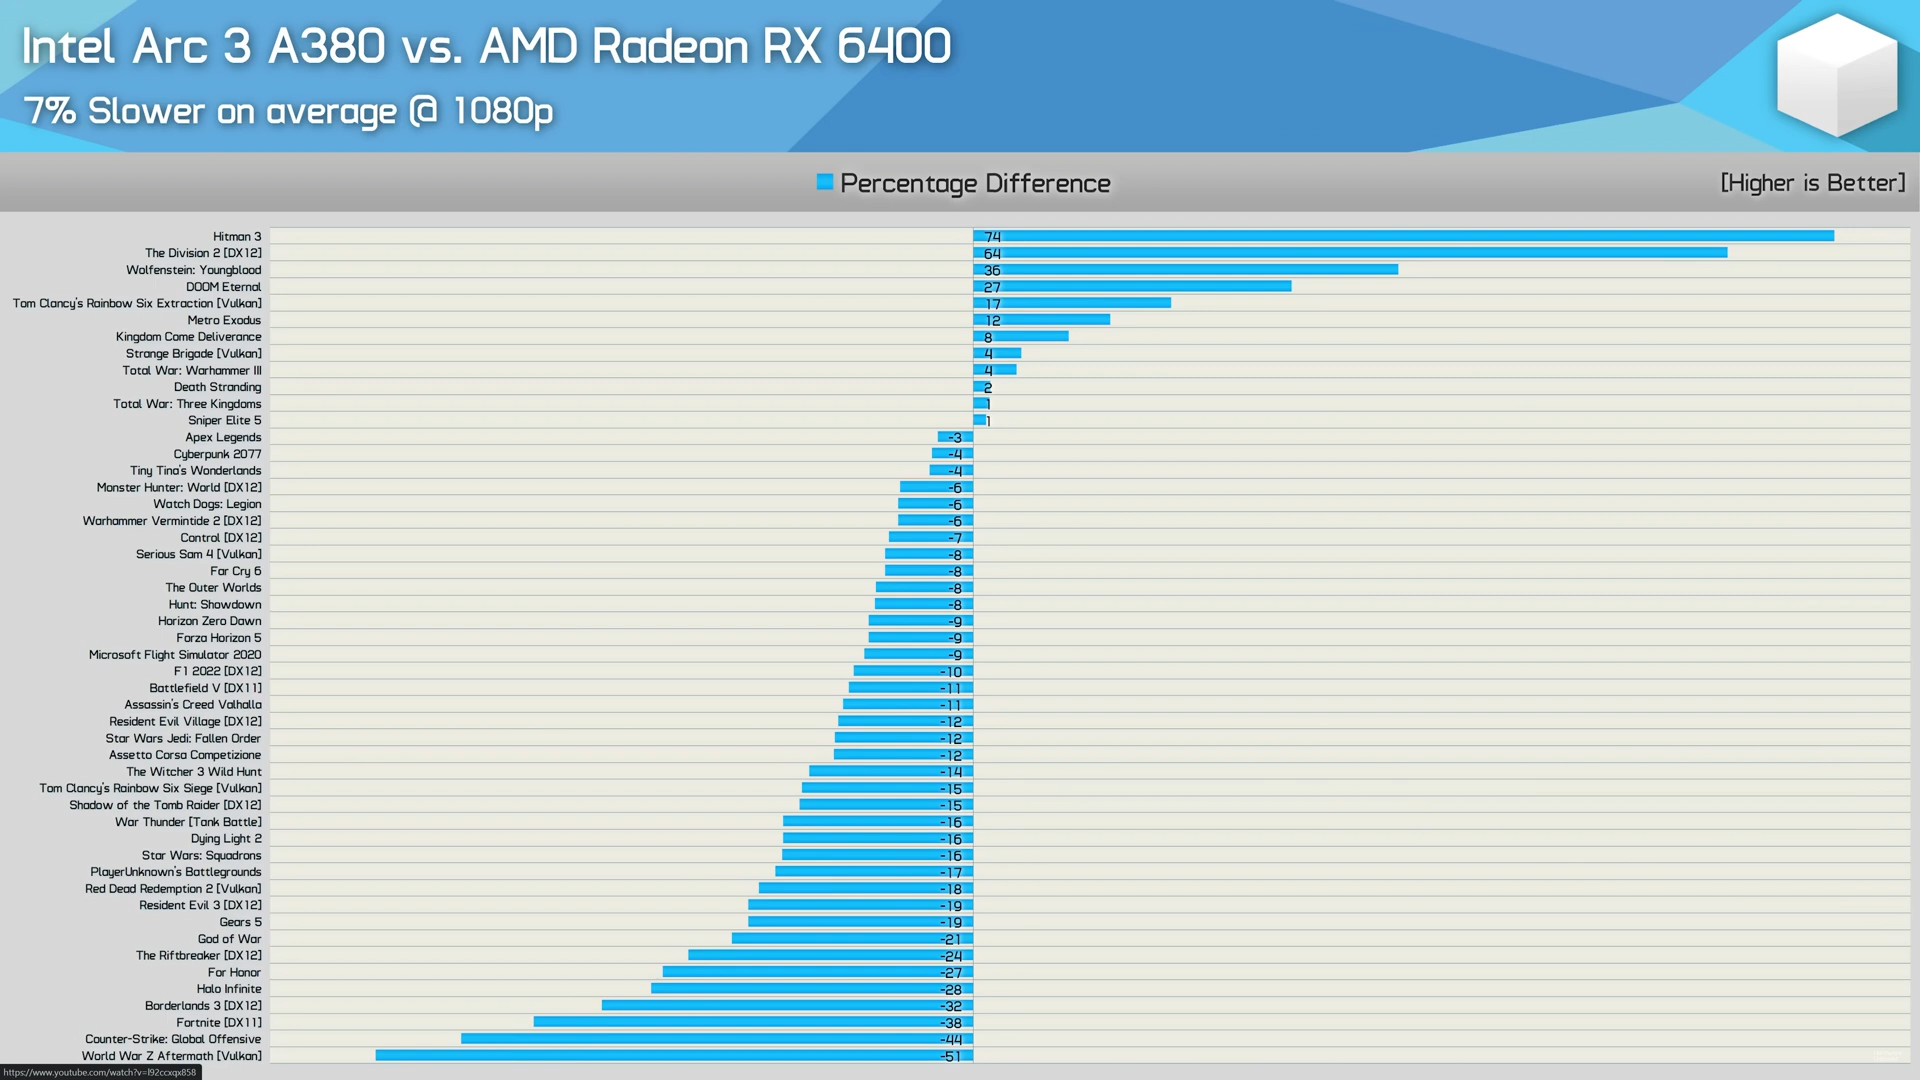 Intel Arc 3 A380 vs. AMD Radeon RX 6400
7% Slower on average @ 1080p
Percentage Difference
[Higher is Better]
Hitman 3 74
The Division 2 [DX12] 64
Wolfenstein: Youngblood 36
DOOM Eternal 27
Tom Clancy's Rainbow Six Extraction [Vulkan] 17
Metro Exodus 12
Kingdom Come Deliverance 8
Strange Brigade [Vulkan] 4
Total War: Warhammer III 4
Death Stranding 2
Total War: Three Kingdoms 1
Sniper Elite 5 1
Apex Legends -3
Cyberpunk 2077 -4
Tiny Tina's Wonderlands -4
Monster Hunter: World [DX12] -6
Watch Dogs: Legion -6
Warhammer Vermintide 2 [DX12] -6
Control [DX12] -7
Serious Sam 4 [Vulkan] -8
Far Cry 6 -8
The Outer Worlds -8
Hunt: Showdown -8
Horizon Zero Dawn -9
Forza Horizon 5 -9
Microsoft Flight Simulator 2020 -9
F1 2022 [DX12] -10
Battlefield V [DX11] -11
Assassin's Creed Valhalla -11
Resident Evil Village [DX12] -12
Star Wars Jedi: Fallen Order -12
Assetto Corsa Competizione -12
The Witcher 3 Wild Hunt -14
Tom Clancy's Rainbow Six Siege [Vulkan] -15
Shadow of the Tomb Raider [DX12] -15
War Thunder [Tank Battle] -16
Dying Light 2 -16
Star Wars: Squadrons -16
PlayerUnknown's Battlegrounds -17
Red Dead Redemption 2 [Vulkan] -18
Resident Evil 3 [DX12] -19
Gears 5 -19
God of War -21
The Riftbreaker [DX12] -24
For Honor -27
Halo Infinite -28
Borderlands 3 [DX12] -32
Fortnite [DX11] -38
Counter-Strike: Global Offensive -44
World War Z Aftermath [Vulkan] -51
https://www.youtube.com/watch?v=l92ccxqx858